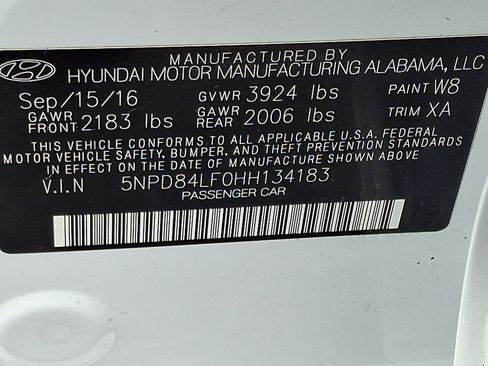 MANUFACTURED BY
HYUNDAI MOTOR MANUFACTURING ALABAMA, LLC
Sep/15/16 GVWR 3924 lbs PAINT W8
GAWR FRONT 2183 lbs GAWR REAR 2006 lbs TRIM XA
THIS VEHICLE CONFORMS TO ALL APPLICABLE U.S.A. FEDERAL
MOTOR VEHICLE SAFETY, BUMPER, AND THEFT PREVENTION STANDARDS
IN EFFECT ON THE DATE OF MANUFACTURE SHOWN ABOVE.
V.I.N 5NPD84LF0HH134183
PASSENGER CAR